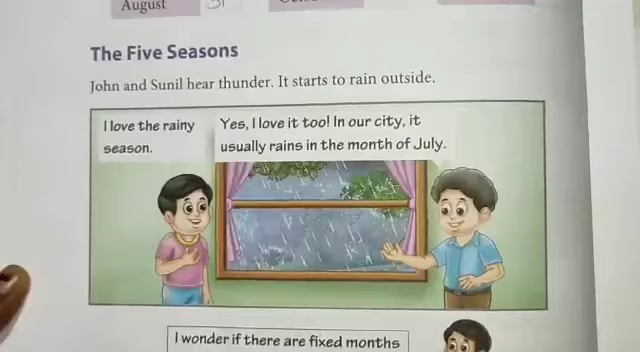 August
The Five Seasons
John and Sunil hear thunder. It starts to rain outside.
I love the rainy
season.
Yes, I love it too! In our city, it
usually rains in the month of July.
I wonder if there are fixed months